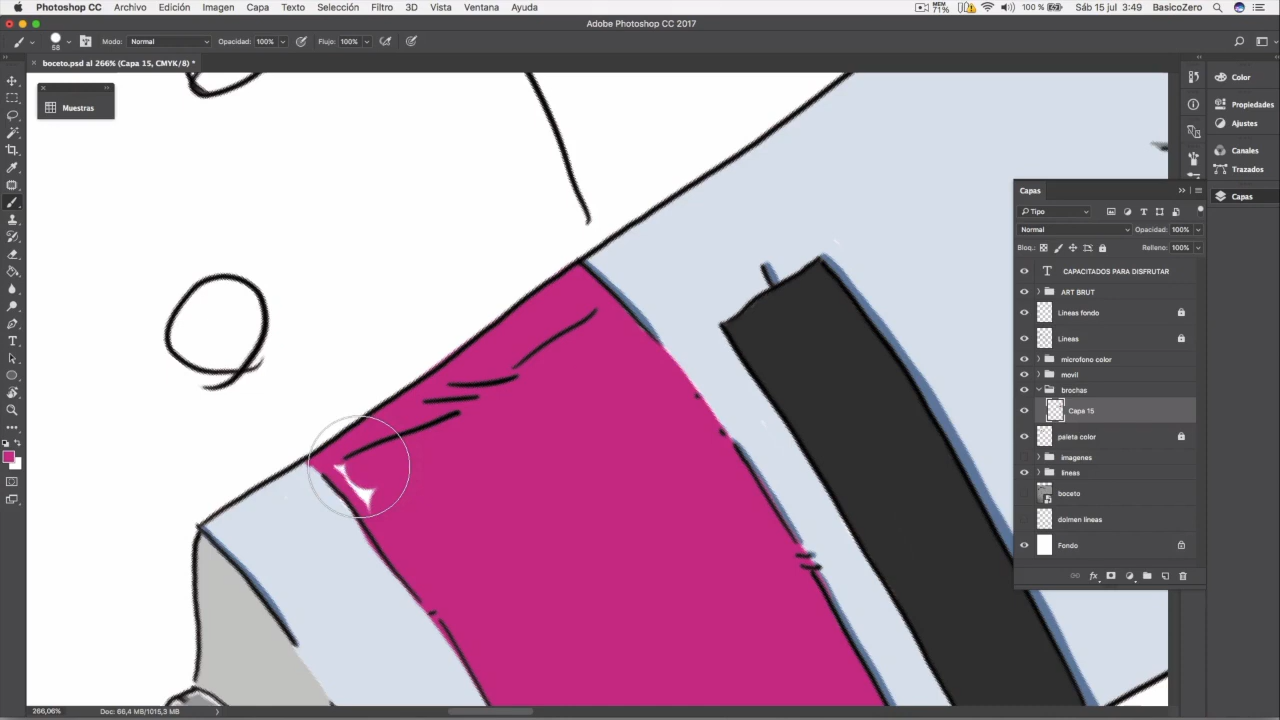 Photoshop CC Archivo Edición Imagen Capa Texto Selección Filtro 3D Vista Ventana Ayuda MEM 71% 100 % Sáb 15 jul 3:49 BasicoZero
Adobe Photoshop CC 2017
58 Modo: Normal Opacidad: 100% Flujo: 100%
boceto.psd al 266% (Capa 15, CMYK/8) *
Muestras
Color
Propiedades
Ajustes
Canales
Trazados
Capas
Capas
Tipo
Normal Opacidad: 100%
Bloq.: Relleno: 100%
CAPACITADOS PARA DISFRUTAR
ART BRUT
Lineas fondo
Lineas
microfono color
movil
brochas
Capa 15
paleta color
imagenes
lineas
boceto
dolmen lineas
Fondo
266,06% Doc: 66,4 MB/1015,3 MB